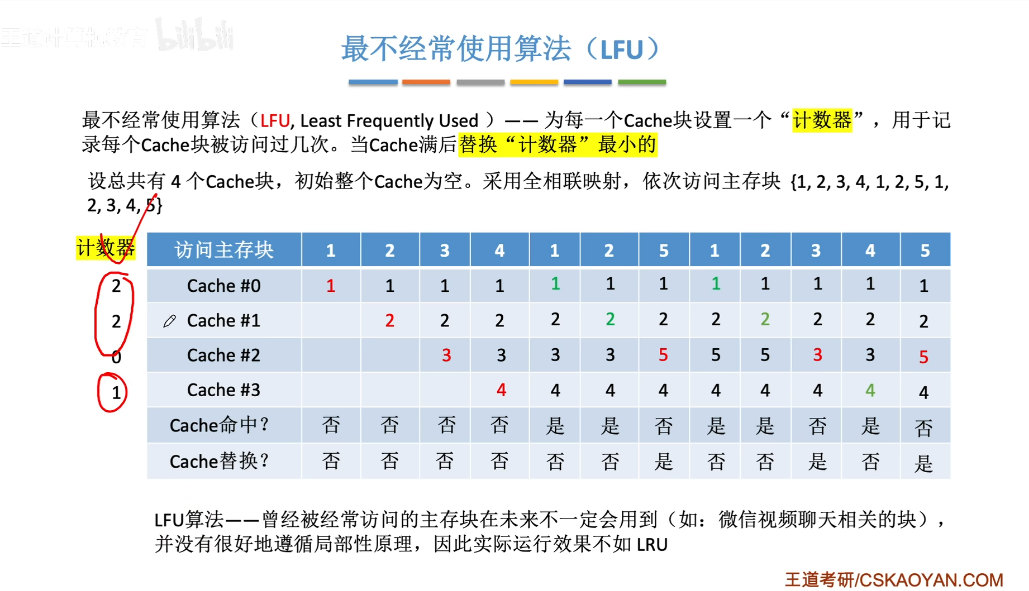 bilibili
最不经常使用算法（LFU）
最不经常使用算法（LFU, Least Frequently Used ）—— 为每一个Cache块设置一个“计数器”，用于记
录每个Cache块被访问过几次。当Cache满后替换“计数器”最小的
设总共有 4 个Cache块，初始整个Cache为空。采用全相联映射，依次访问主存块 {1, 2, 3, 4, 1, 2, 5, 1,
2, 3, 4, 5}
计数器 访问主存块 1 2 3 4 1 2 5 1 2 3 4 5
2 Cache #0 1 1 1 1 1 1 1 1 1 1 1 1
2 Cache #1 2 2 2 2 2 2 2 2 2 2 2
0 Cache #2 3 3 3 3 5 5 5 3 3 5
1 Cache #3 4 4 4 4 4 4 4 4 4
Cache命中? 否 否 否 否 是 是 否 是 是 否 是 否
Cache替换? 否 否 否 否 否 否 是 否 否 是 否 是
LFU算法——曾经被经常访问的主存块在未来不一定会用到（如：微信视频聊天相关的块），
并没有很好地遵循局部性原理，因此实际运行效果不如 LRU
王道考研/CSKAOYAN.COM